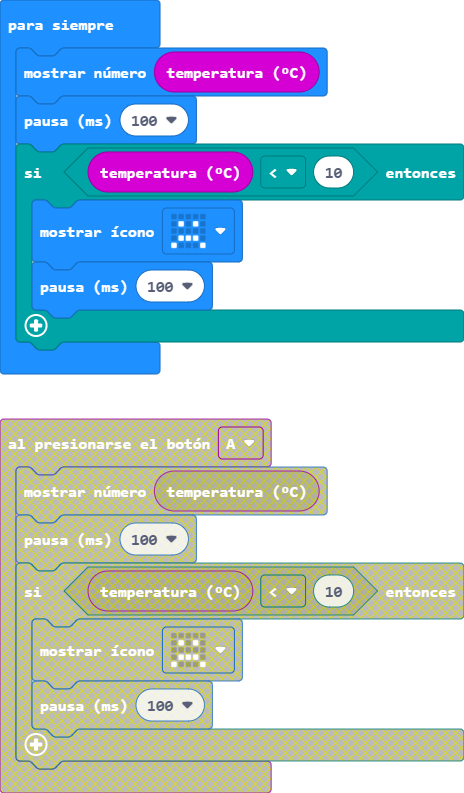 para siempre
mostrar número temperatura (ºC)
pausa (ms) 100
si temperatura (ºC) < 10 entonces
mostrar ícono
pausa (ms) 100
al presionarse el botón A
mostrar número temperatura (ºC)
pausa (ms) 100
si temperatura (ºC) < 10 entonces
mostrar ícono
pausa (ms) 100